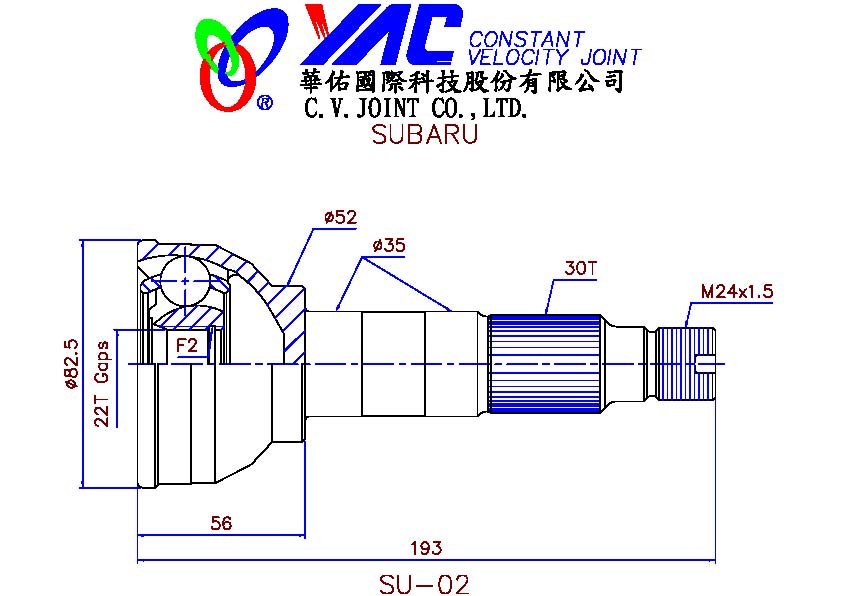 YAC CONSTANT
VELOCITY JOINT
華佑國際科技股份有限公司
®
C.V.JOINT CO.,LTD.
SUBARU
ø52
ø35
30T
M24x1.5
F2
ø82.5
22T Gaps
56
193
SU-02